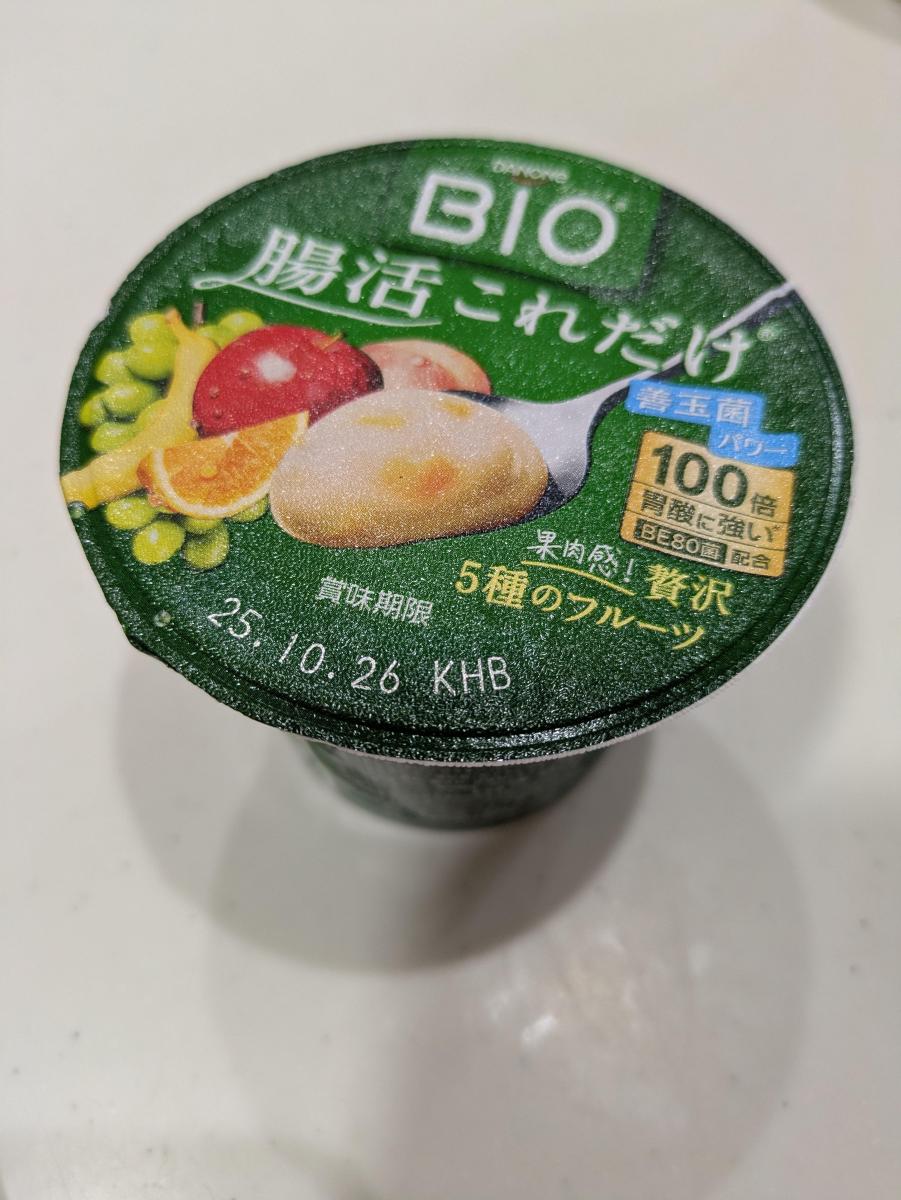 DANONE
BIO
腸活これだけ
善玉菌
パワー
100倍
胃酸に強い
BE80菌 配合
果肉感! 贅沢
5種のフルーツ
賞味期限
25.10.26 KHB